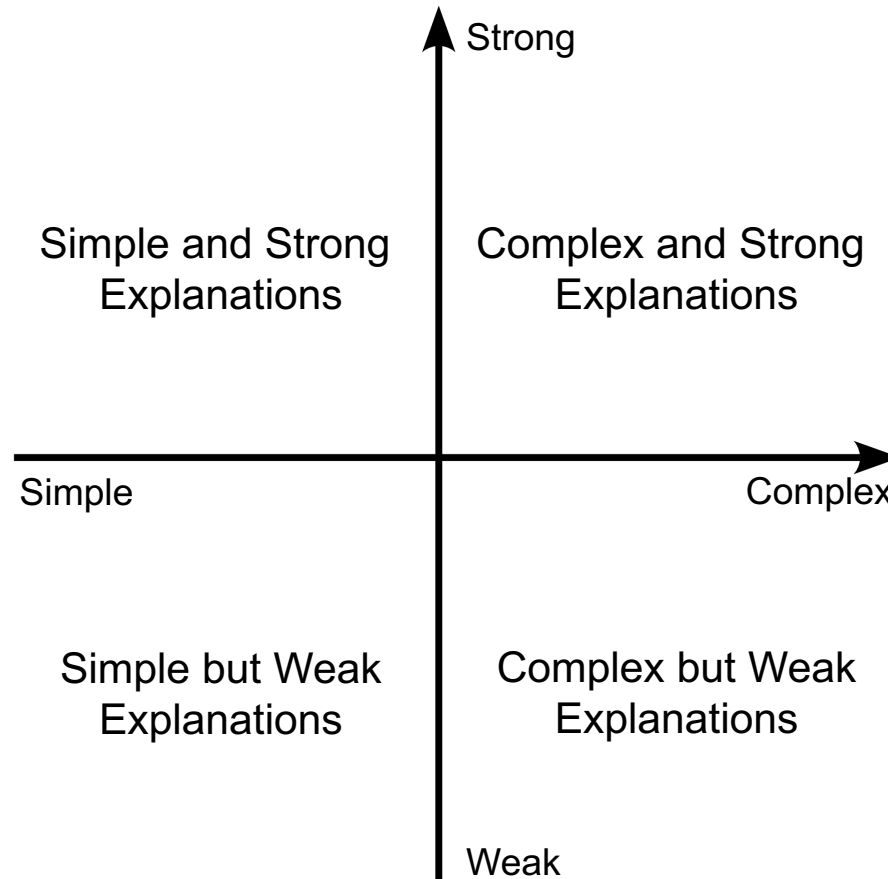 Strong
Simple and Strong
Explanations
Complex and Strong
Explanations
Simple
Complex
Simple but Weak
Explanations
Complex but Weak
Explanations
Weak